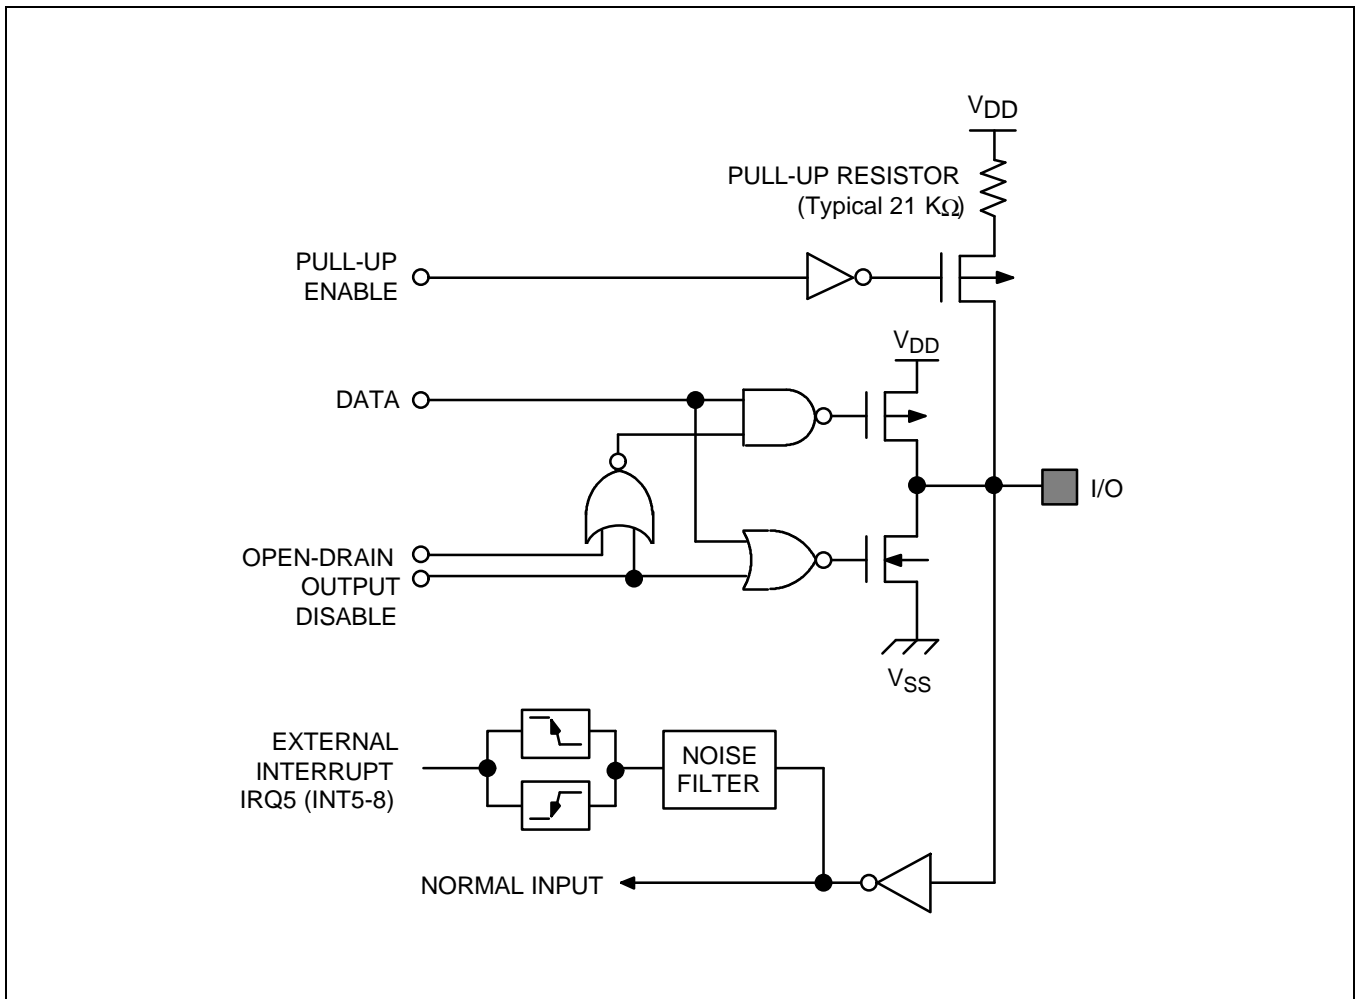 VDD
PULL-UP RESISTOR
(Typical 21 KΩ)
PULL-UP
ENABLE
VDD
DATA
I/O
OPEN-DRAIN
OUTPUT
DISABLE
VSS
EXTERNAL
INTERRUPT
IRQ5 (INT5-8)
NOISE
FILTER
NORMAL INPUT